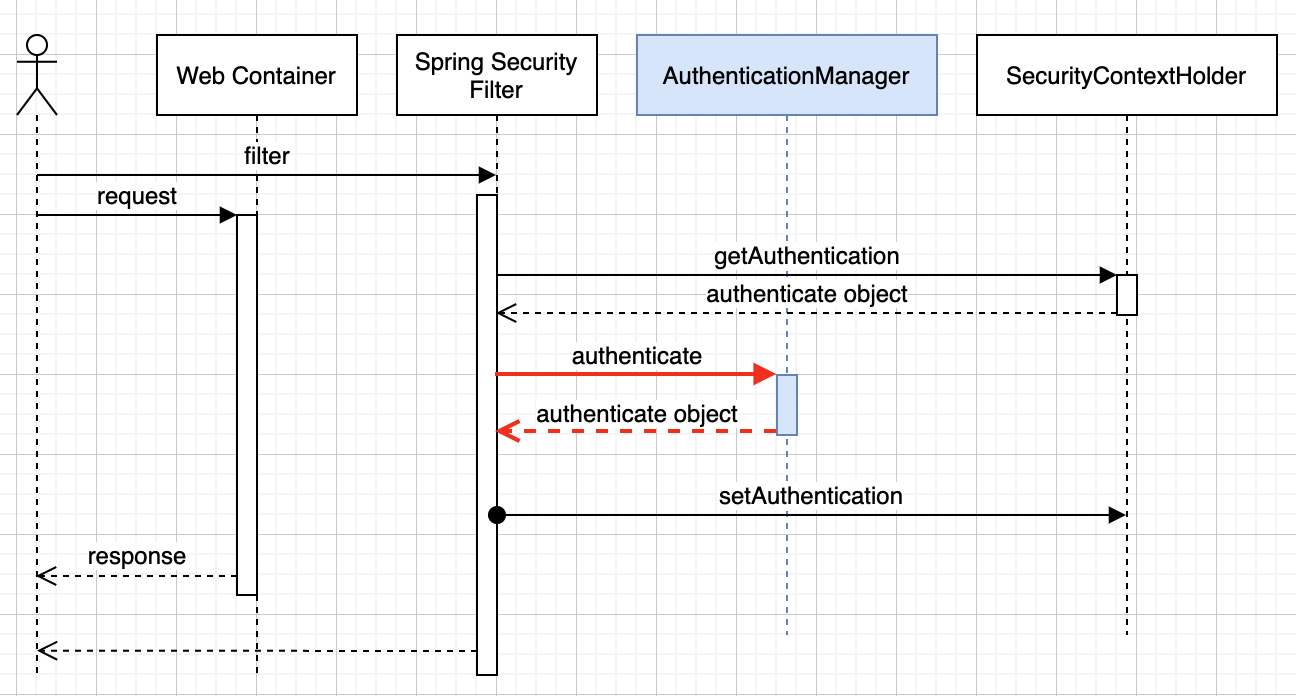 Web Container
Spring Security
Filter
AuthenticationManager
SecurityContextHolder
filter
request
getAuthentication
authenticate object
authenticate
authenticate object
setAuthentication
response